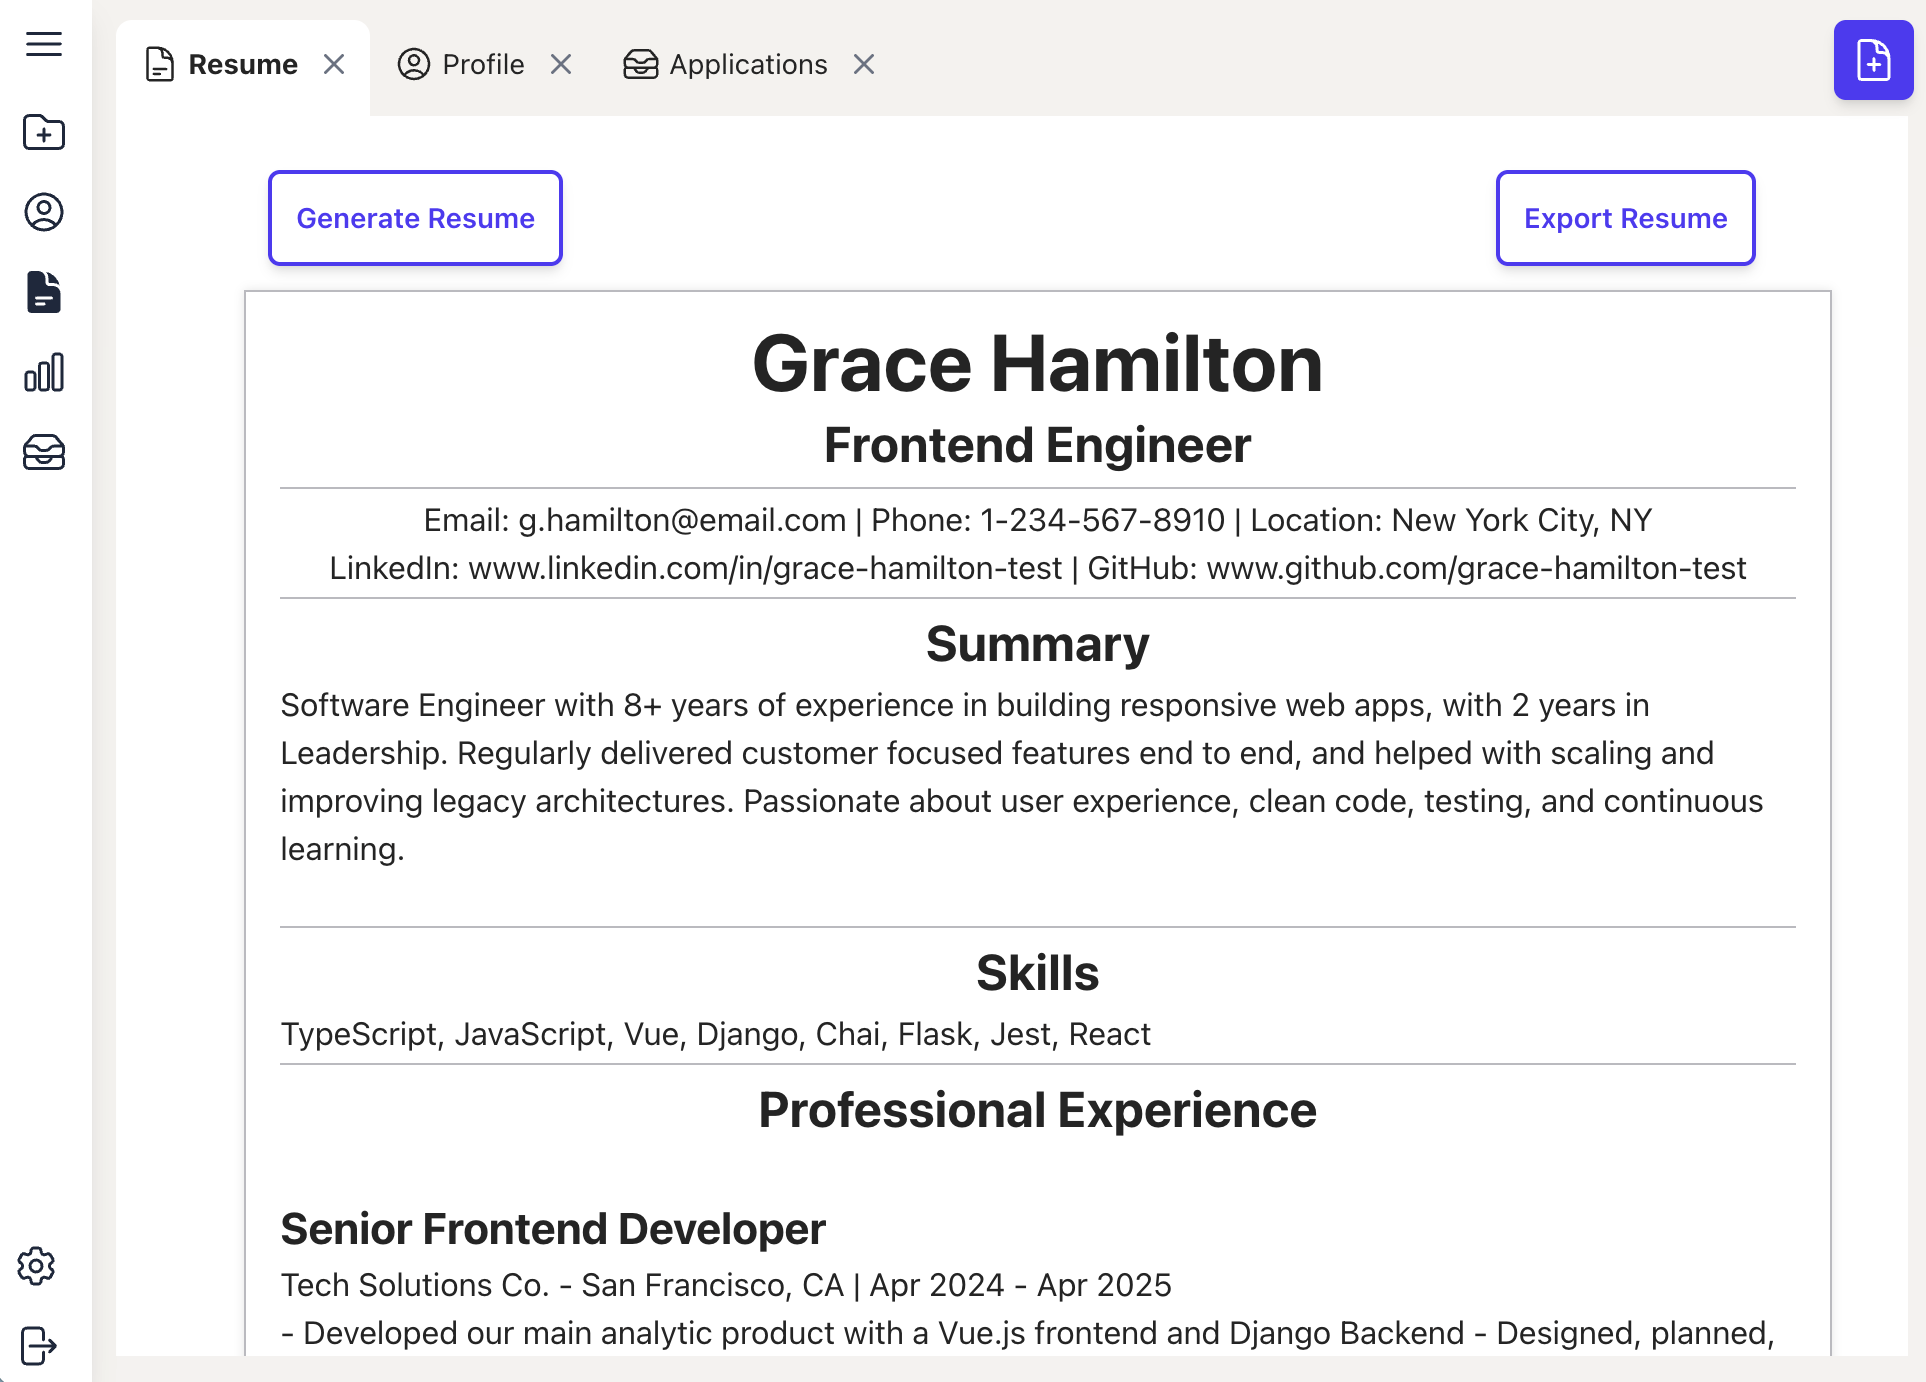 Resume
Profile
Applications
Generate Resume
Export Resume
Grace Hamilton
Frontend Engineer
Email: g.hamilton@email.com | Phone: 1-234-567-8910 | Location: New York City, NY
LinkedIn: www.linkedin.com/in/grace-hamilton-test | GitHub: www.github.com/grace-hamilton-test
Summary
Software Engineer with 8+ years of experience in building responsive web apps, with 2 years in
Leadership. Regularly delivered customer focused features end to end, and helped with scaling and
improving legacy architectures. Passionate about user experience, clean code, testing, and continuous
learning.
Skills
TypeScript, JavaScript, Vue, Django, Chai, Flask, Jest, React
Professional Experience
Senior Frontend Developer
Tech Solutions Co. - San Francisco, CA | Apr 2024 - Apr 2025
- Developed our main analytic product with a Vue.js frontend and Django Backend - Designed, planned,